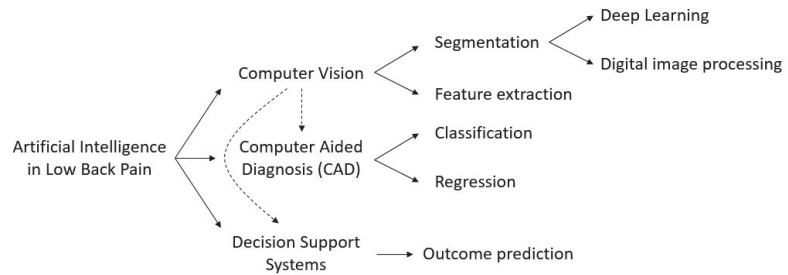 Deep Learning
Segmentation
Digital image processing
Computer Vision
Feature extraction
Artificial Intelligence
in Low Back Pain
Computer Aided
Diagnosis (CAD)
Classification
Regression
Decision Support
Systems
Outcome prediction